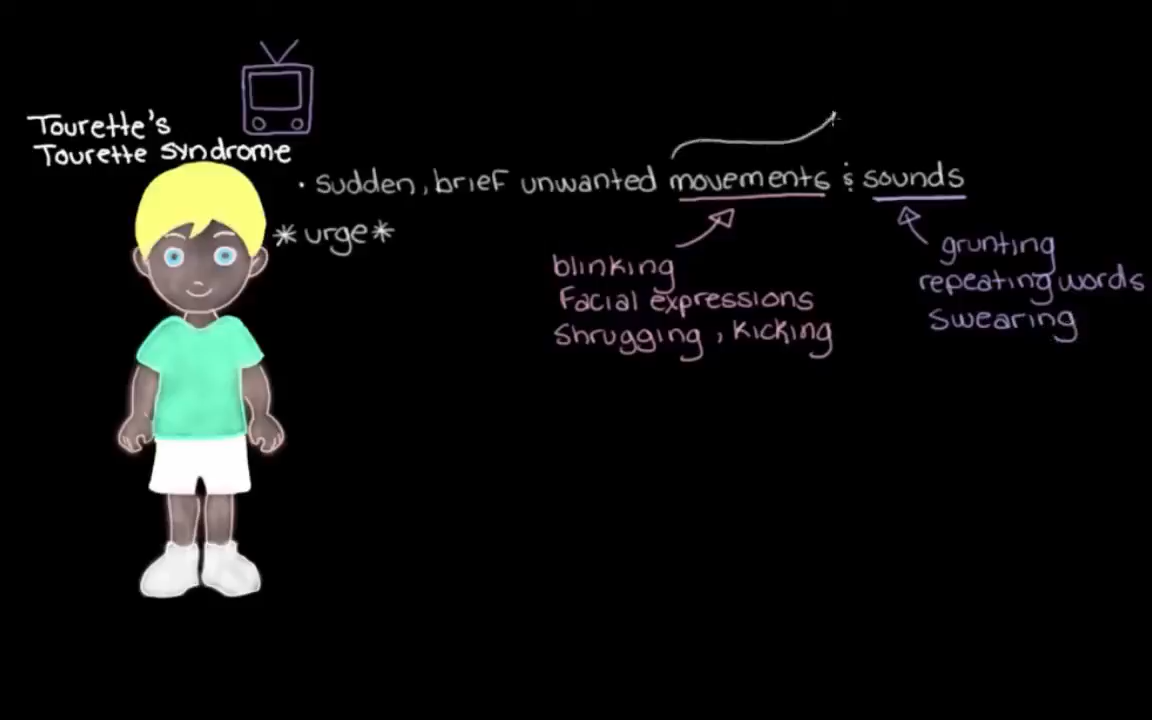 Tourette's
Tourette syndrome
• sudden, brief unwanted movements & sounds
*urge*
blinking
Facial expressions
Shrugging, kicking
grunting
repeating words
Swearing